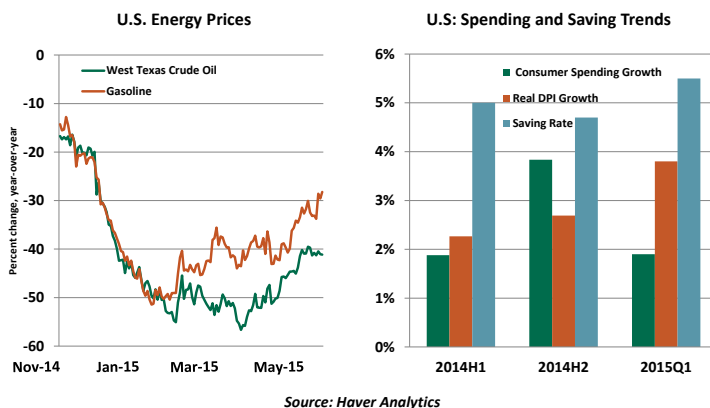 U.S. Energy Prices
0
-10
-20
-30
-40
-50
-60
Percent change, year-over-year
West Texas Crude Oil
Gasoline
Nov-14
Jan-15
Mar-15
May-15
U.S: Spending and Saving Trends
6%
5%
4%
3%
2%
1%
0%
Consumer Spending Growth
Real DPI Growth
Saving Rate
2014H1
2014H2
2015Q1
Source: Haver Analytics